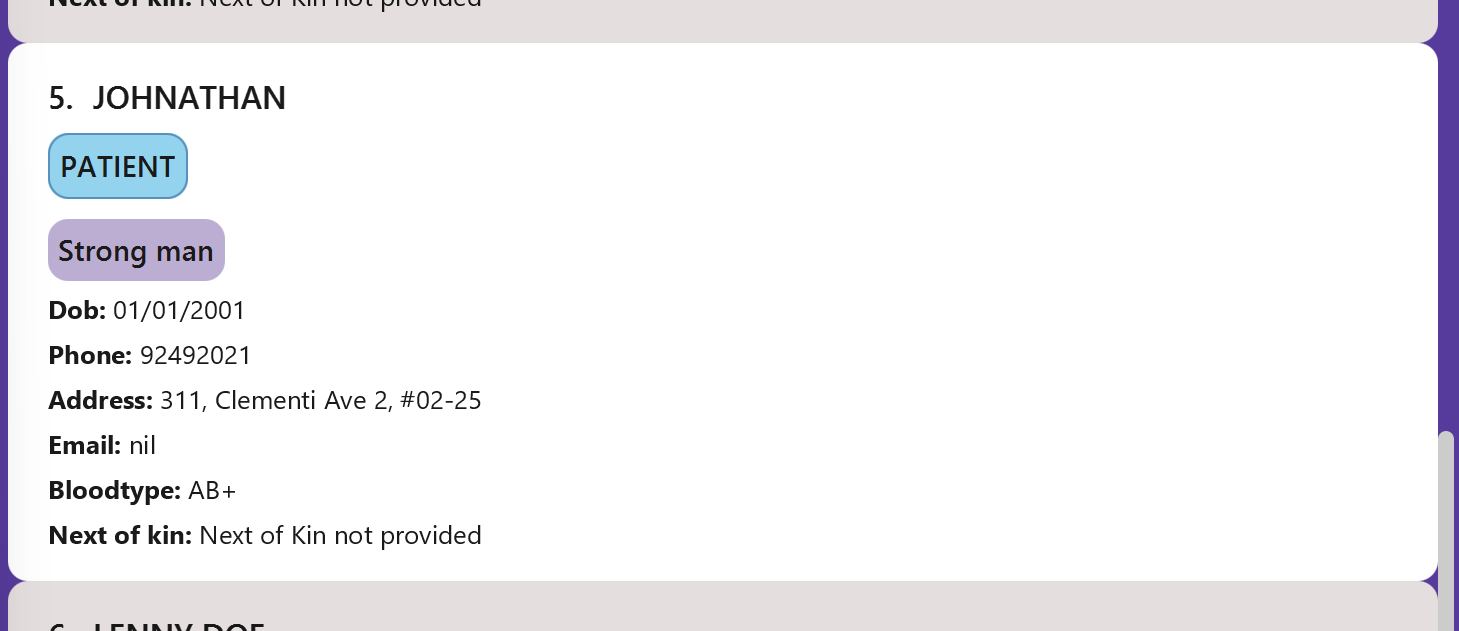 Next of kin: Next of Kin not provided
5. JOHNATHAN
PATIENT
Strong man
Dob: 01/01/2001
Phone: 92492021
Address: 311, Clementi Ave 2, #02-25
Email: nil
Bloodtype: AB+
Next of kin: Next of Kin not provided
6. LENNY DOE